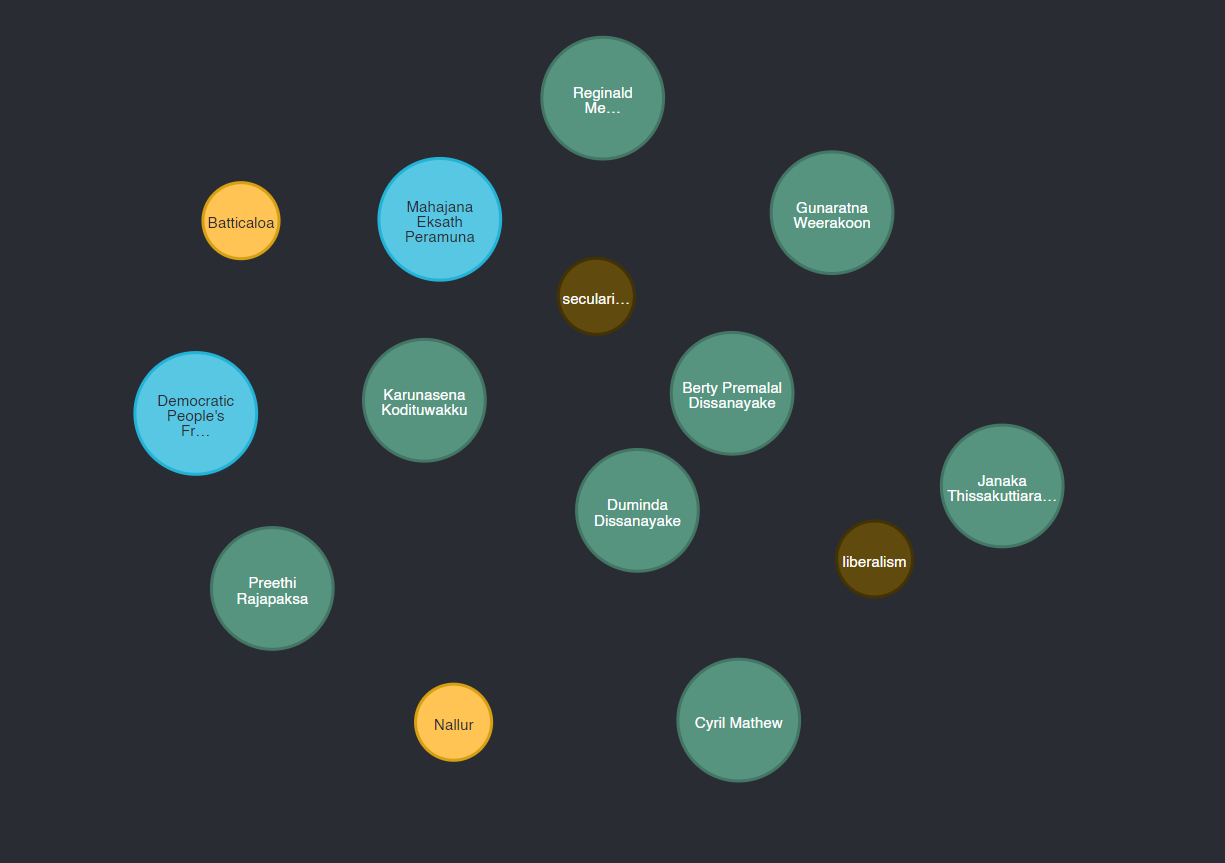 Reginald
Me…
Mahajana
Eksath
Peramuna
Gunaratna
Weerakoon
Batticaloa
seculari…
Karunasena
Kodituwakku
Berty Premalal
Dissanayake
Democratic
People's
Fr…
Janaka
Thissakuttiara…
Duminda
Dissanayake
liberalism
Preethi
Rajapaksa
Nallur
Cyril Mathew